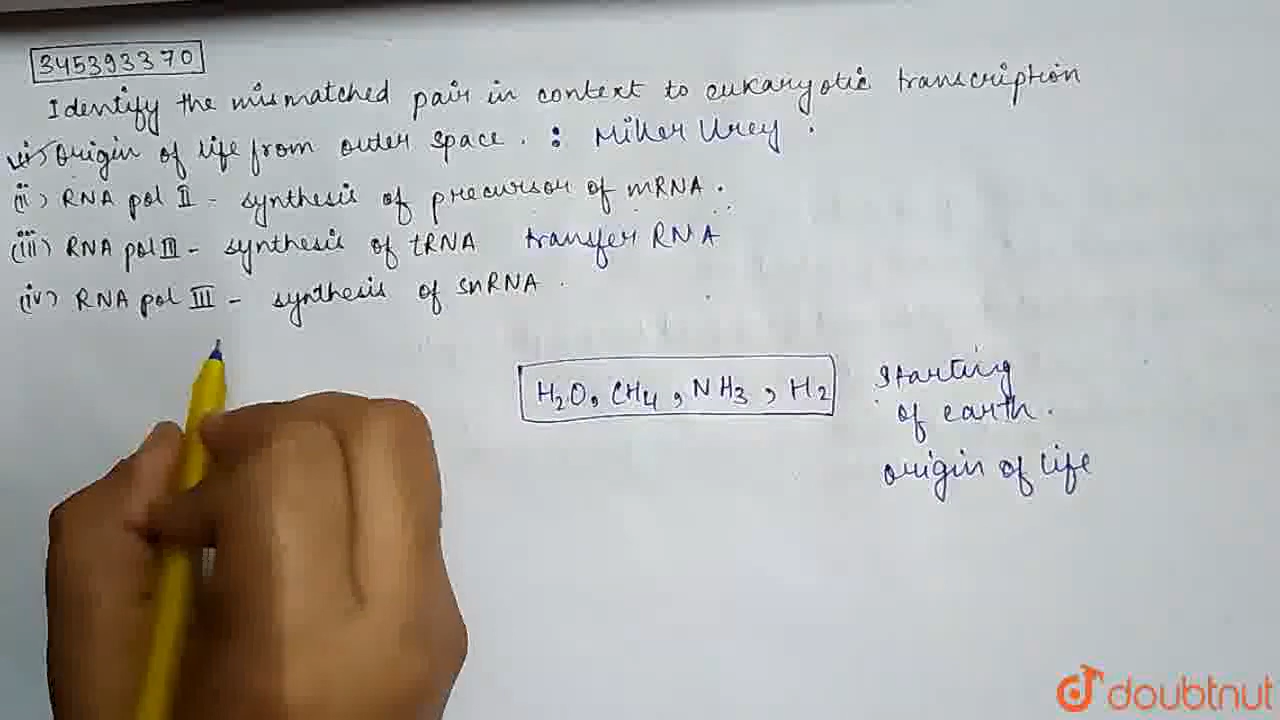 345393370
Identify the mismatched pair in context to eukaryotic transcription
(i) Origin of life from outer space. : Miller Urey.
(ii) RNA pol II - synthesis of precursor of mRNA.
(iii) RNA pol III - synthesis of tRNA transfer RNA
(iv) RNA pol III - synthesis of snRNA.
H2O, CH4, NH3, H2
starting
of earth.
origin of life
doubtnut